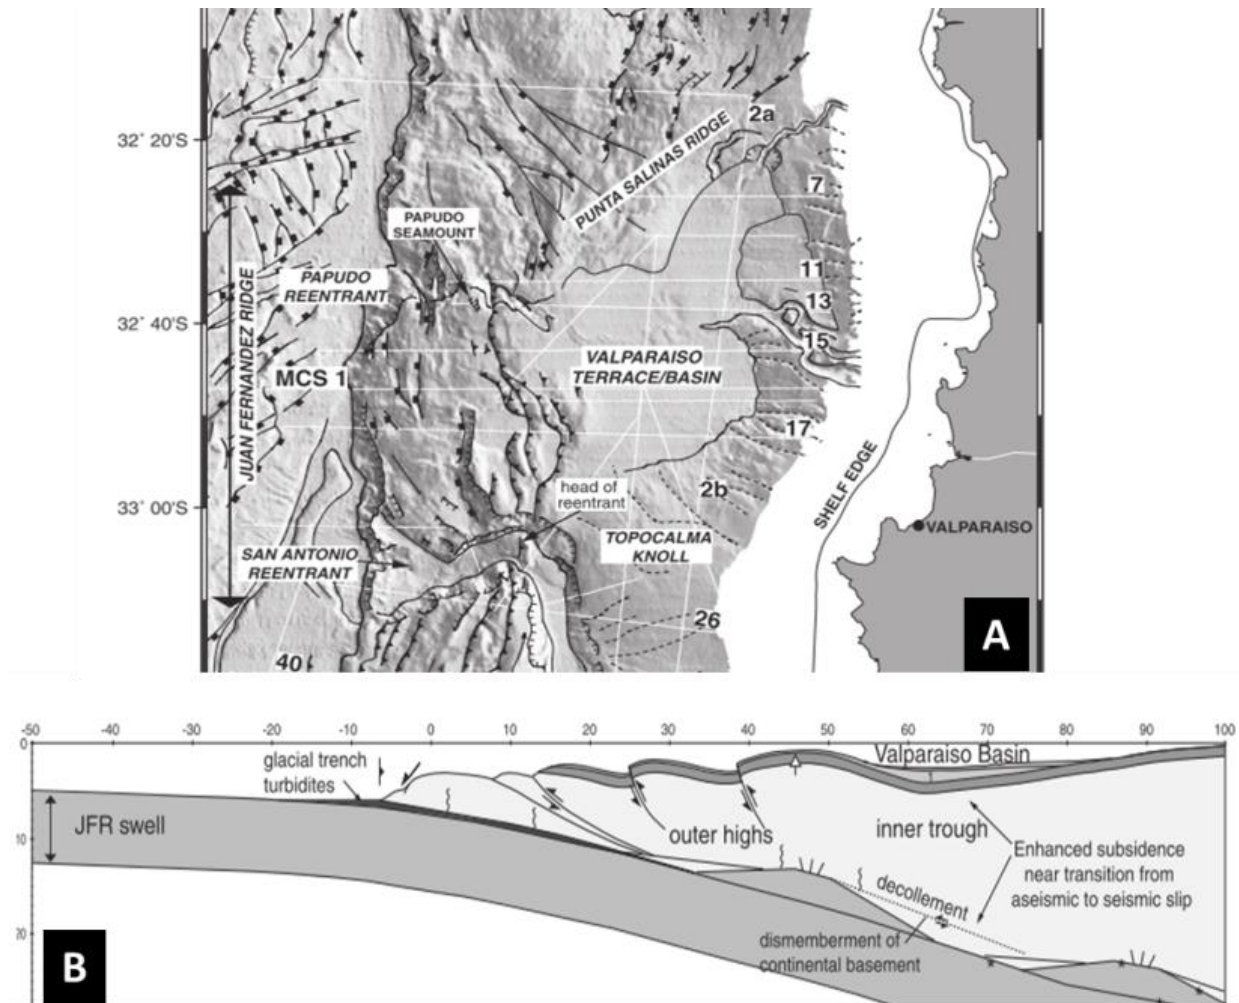 2a
32° 20'S
PUNTA SALINAS RIDGE
7
PAPUDO
SEAMOUNT
11
PAPUDO
REENTRANT
13
32° 40'S
15
JUAN FERNANDEZ RIDGE
VALPARAISO
TERRACE/BASIN
MCS 1
17
SHELF EDGE
head of
reentrant
2b
33° 00'S
VALPARAISO
TOPOCALMA
KNOLL
SAN ANTONIO
REENTRANT
26
A
40
-50 -40 -30 -20 -10 0 10 20 30 40 50 60 70 80 90 100
0
glacial trench
turbidites
Valparaiso Basin
JFR swell
outer highs
inner trough
10
Enhanced subsidence
near transition from
aseismic to seismic slip
decollement
20
dismemberment of
continental basement
B